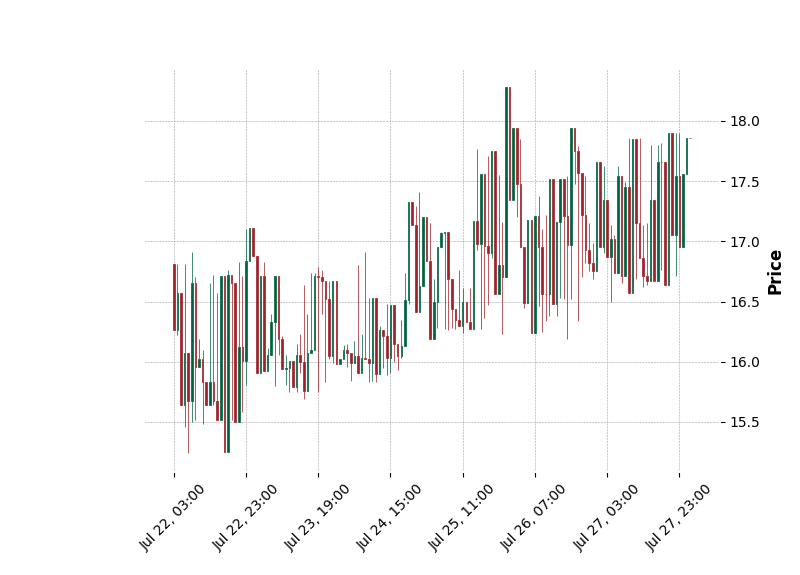 18.0
17.5
17.0
16.5
16.0
15.5
Price
Jul 22, 03:00
Jul 22, 23:00
Jul 23, 19:00
Jul 24, 15:00
Jul 25, 11:00
Jul 26, 07:00
Jul 27, 03:00
Jul 27, 23:00